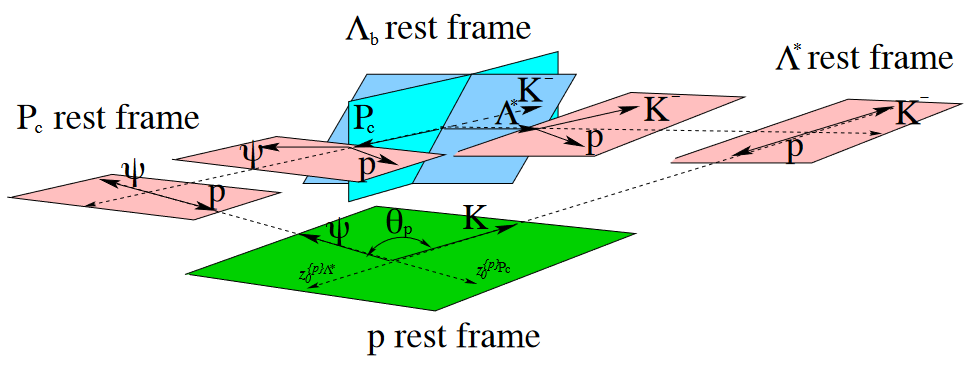 Λb rest frame
Λ* rest frame
Pc rest frame
K⁻
Λ*
Pc
K⁻
K⁻
ψ
p
p
p
ψ
p
ψ
K
θp
z₀{p}Λ*
z₀{p}Pc
p rest frame